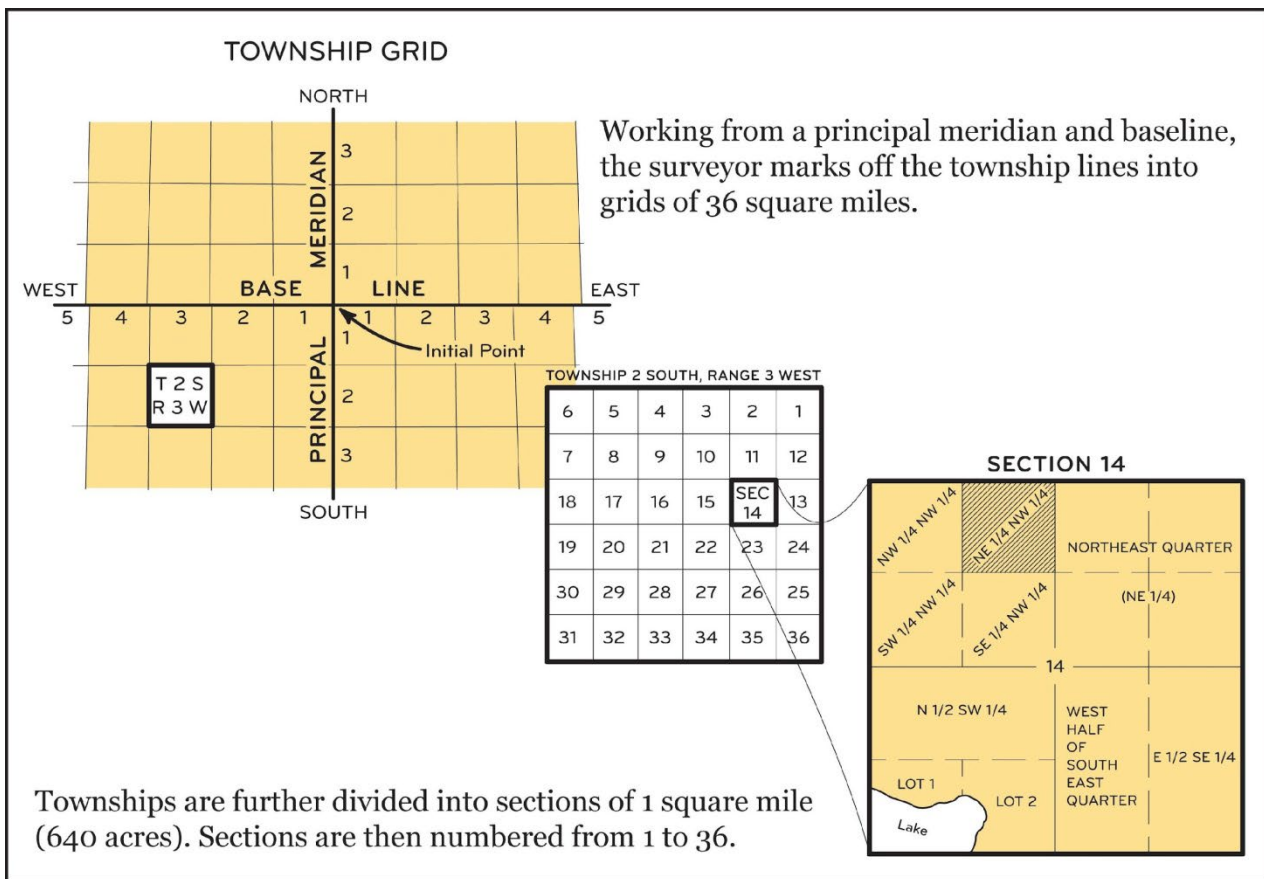 TOWNSHIP GRID
NORTH
Working from a principal meridian and baseline,
the surveyor marks off the township lines into
grids of 36 square miles.
PRINCIPAL MERIDIAN
3
2
1
WEST BASE LINE EAST
5 4 3 2 1 1 2 3 4 5
1
Initial Point
T 2 S
R 3 W
2
3
SOUTH
TOWNSHIP 2 SOUTH, RANGE 3 WEST
6 5 4 3 2 1
7 8 9 10 11 12
18 17 16 15 SEC 14 13
19 20 21 22 23 24
30 29 28 27 26 25
31 32 33 34 35 36
SECTION 14
NW 1/4 NW 1/4
NE 1/4 NW 1/4
NORTHEAST QUARTER
(NE 1/4)
SW 1/4 NW 1/4
SE 1/4 NW 1/4
14
N 1/2 SW 1/4
WEST
HALF
OF
SOUTH
EAST
QUARTER
E 1/2 SE 1/4
LOT 1
LOT 2
Lake
Townships are further divided into sections of 1 square mile
(640 acres). Sections are then numbered from 1 to 36.